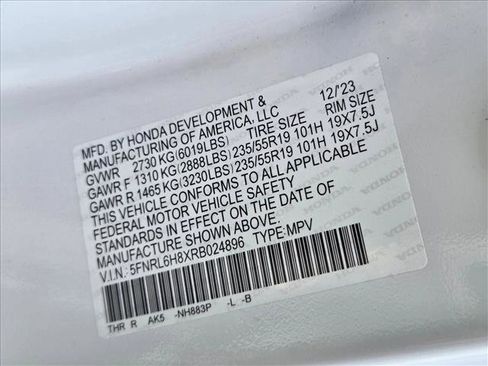 MFD. BY HONDA DEVELOPMENT & 12/'23
MANUFACTURING OF AMERICA, LLC
GVWR 2730 KG (6019LBS) TIRE SIZE RIM SIZE
GAWR F 1310 KG (2888LBS) 235/55R19 101H 19X7.5J
GAWR R 1465 KG (3230LBS) 235/55R19 101H 19X7.5J
THIS VEHICLE CONFORMS TO ALL APPLICABLE
FEDERAL MOTOR VEHICLE SAFETY
STANDARDS IN EFFECT ON THE DATE OF
MANUFACTURE SHOWN ABOVE.
V.I.N.: 5FNRL6H8XRB024896 TYPE: MPV
THR R AK5 -NH883P -L -B